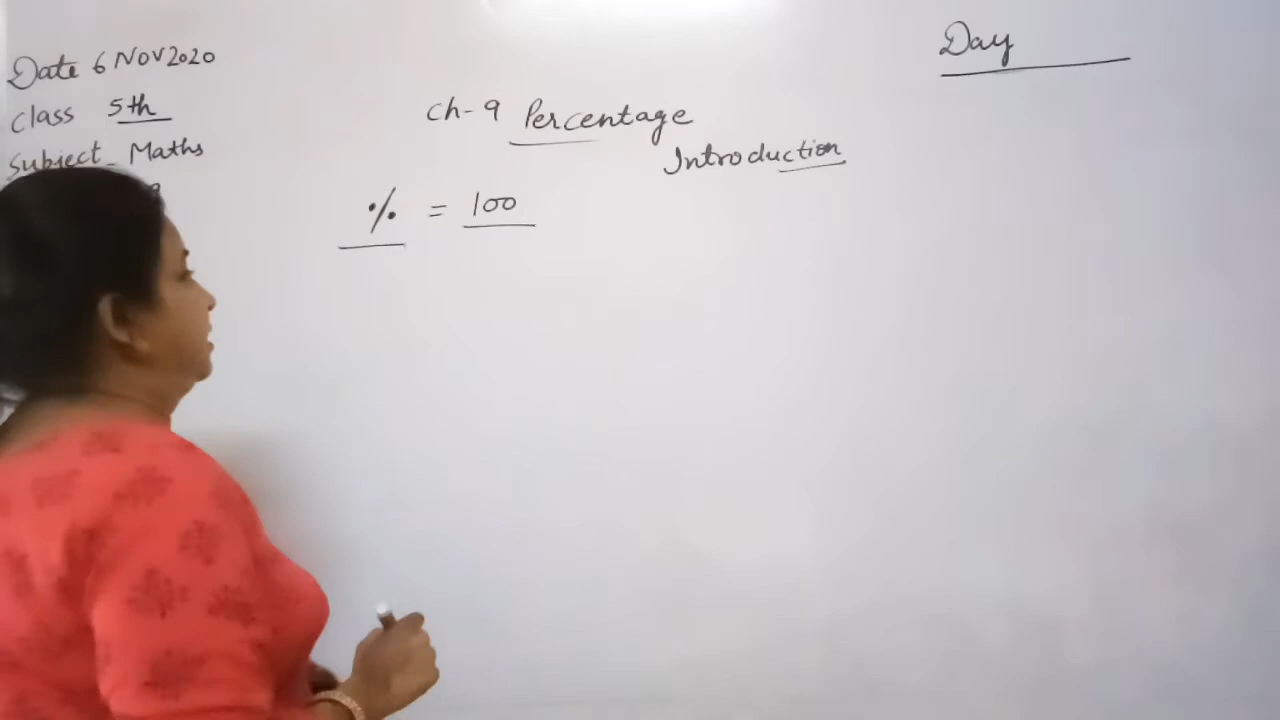 Date 6 Nov 2020
Class 5th
Subject - Maths
Day
Ch-9 Percentage
Introduction
% = 100